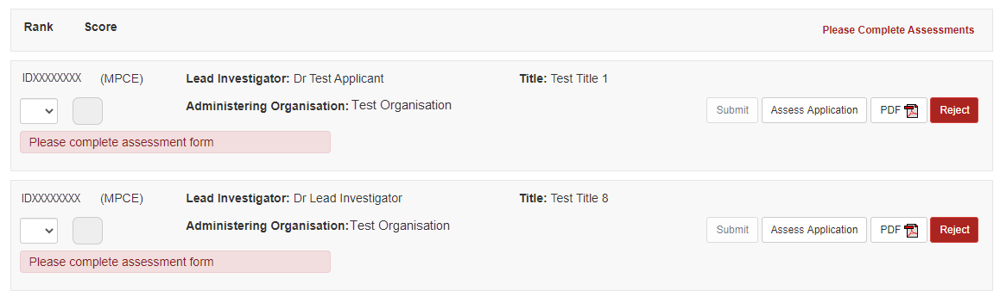 Rank Score Please Complete Assessments
IDXXXXXXXX (MPCE) Lead Investigator: Dr Test Applicant Title: Test Title 1
Administering Organisation: Test Organisation
Submit Assess Application PDF Reject
Please complete assessment form
IDXXXXXXXX (MPCE) Lead Investigator: Dr Lead Investigator Title: Test Title 8
Administering Organisation: Test Organisation
Submit Assess Application PDF Reject
Please complete assessment form